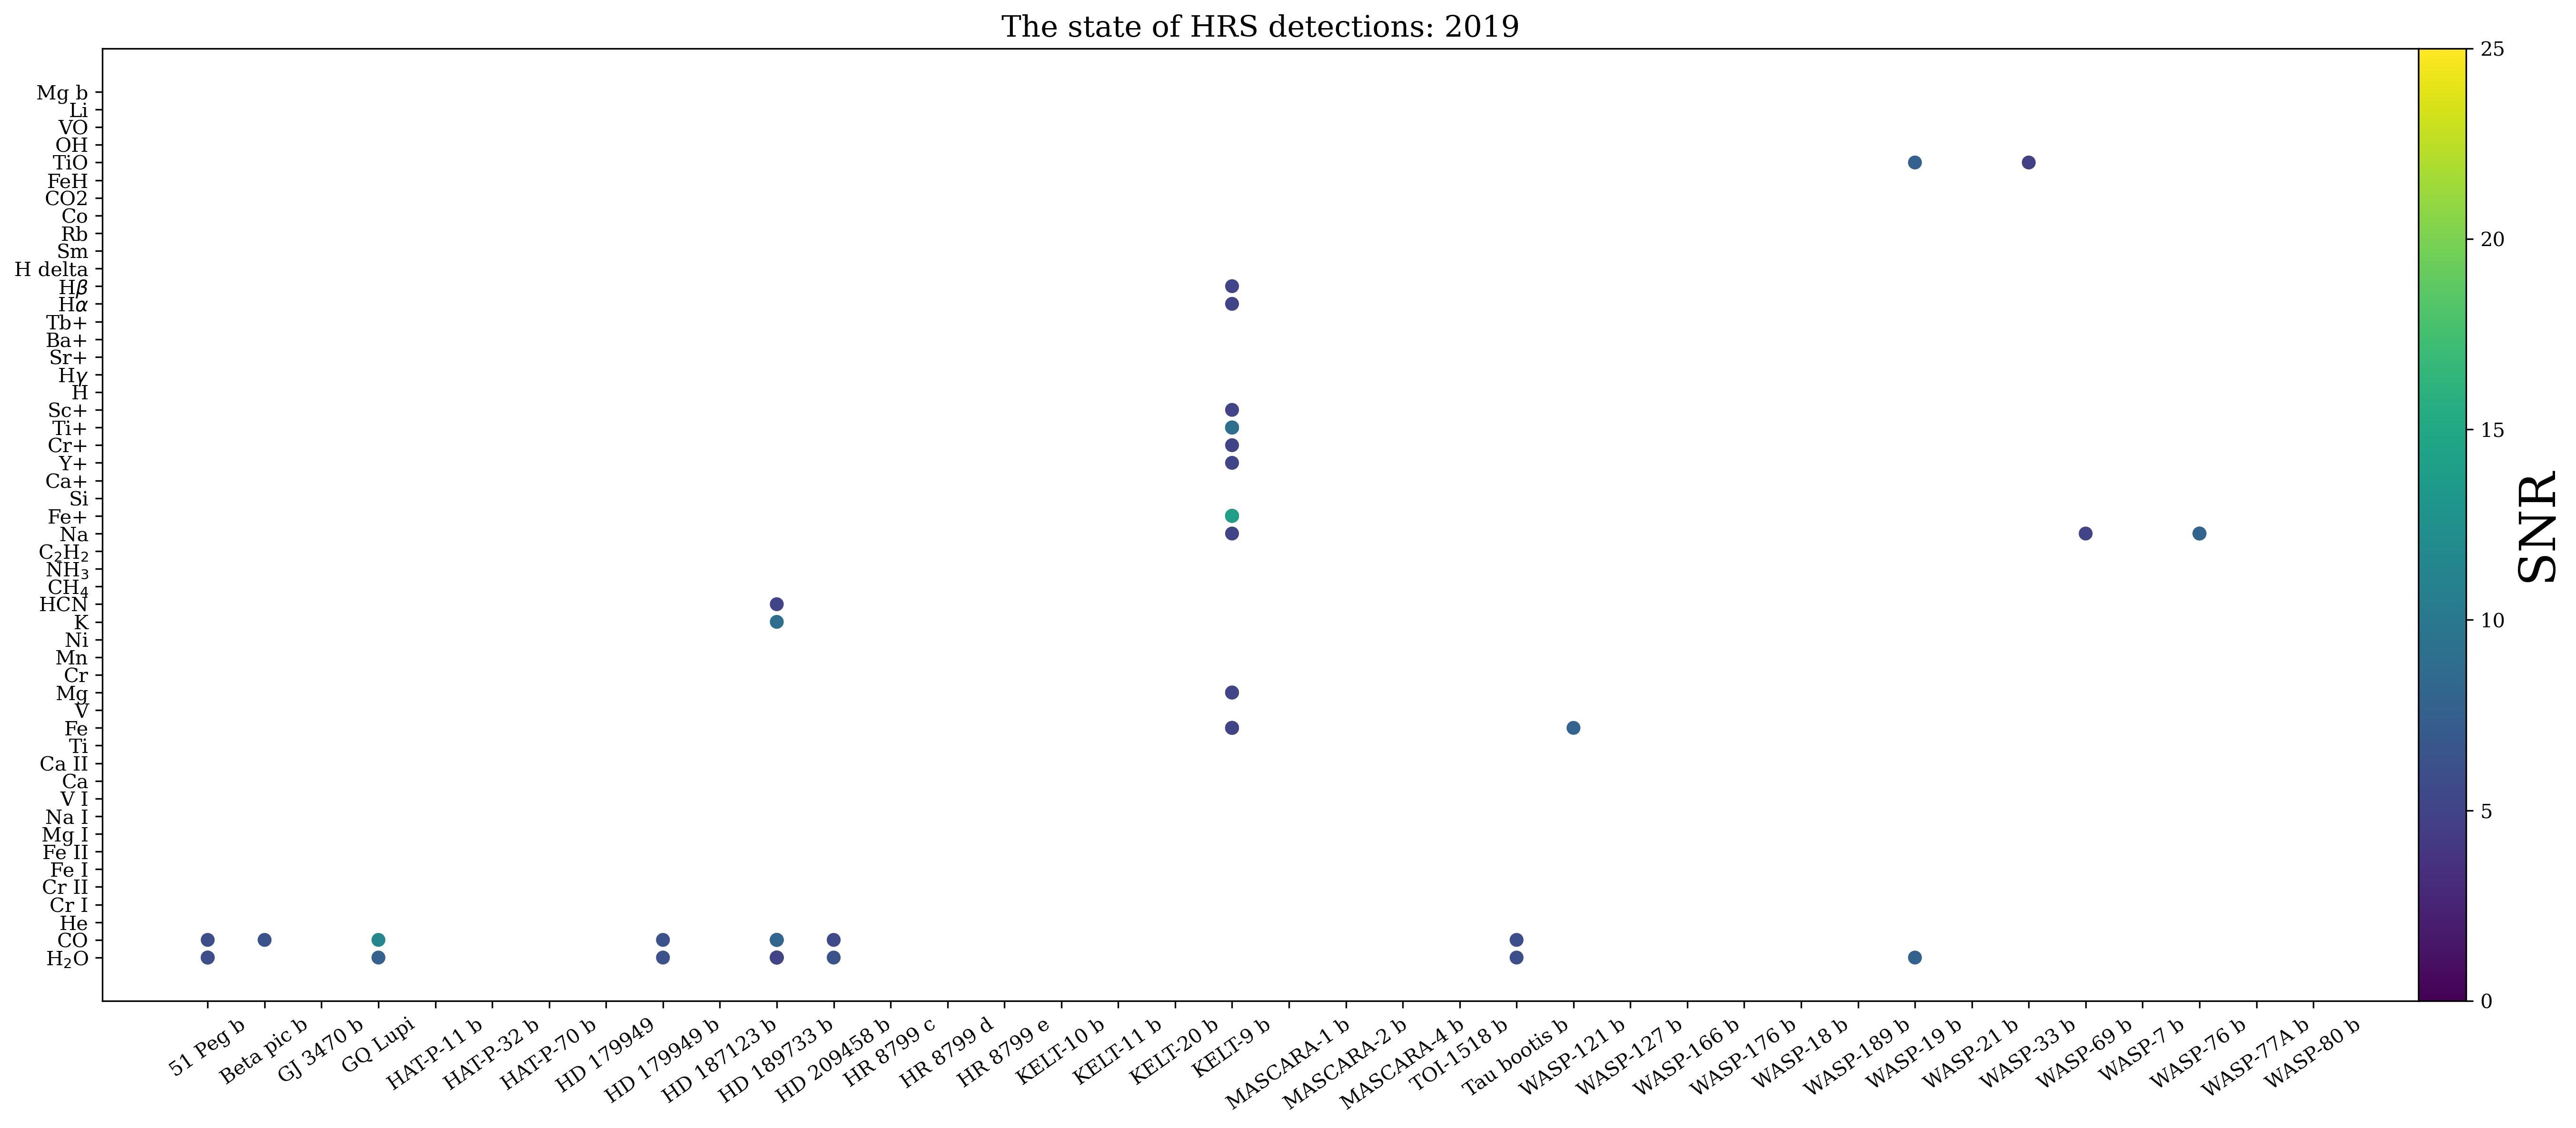 The state of HRS detections: 2019
Mg b
Li
VO
OH
TiO
FeH
CO2
Co
Rb
Sm
H delta
Hβ
Hα
Tb+
Ba+
Sr+
Hγ
H
Sc+
Ti+
Cr+
Y+
Ca+
Si
Fe+
Na
C₂H₂
NH₃
CH₄
HCN
K
Ni
Mn
Cr
Mg
V
Fe
Ti
Ca II
Ca
V I
Na I
Mg I
Fe II
Fe I
Cr II
Cr I
He
CO
H₂O
51 Peg b
Beta pic b
GJ 3470 b
GQ Lupi
HAT-P-11 b
HAT-P-32 b
HAT-P-70 b
HD 179949
HD 179949 b
HD 187123 b
HD 189733 b
HD 209458 b
HR 8799 c
HR 8799 d
HR 8799 e
KELT-10 b
KELT-11 b
KELT-20 b
KELT-9 b
MASCARA-1 b
MASCARA-2 b
MASCARA-4 b
TOI-1518 b
Tau bootis b
WASP-121 b
WASP-127 b
WASP-166 b
WASP-176 b
WASP-18 b
WASP-189 b
WASP-19 b
WASP-21 b
WASP-33 b
WASP-69 b
WASP-7 b
WASP-76 b
WASP-77A b
WASP-80 b
25
20
15
10
5
0
SNR